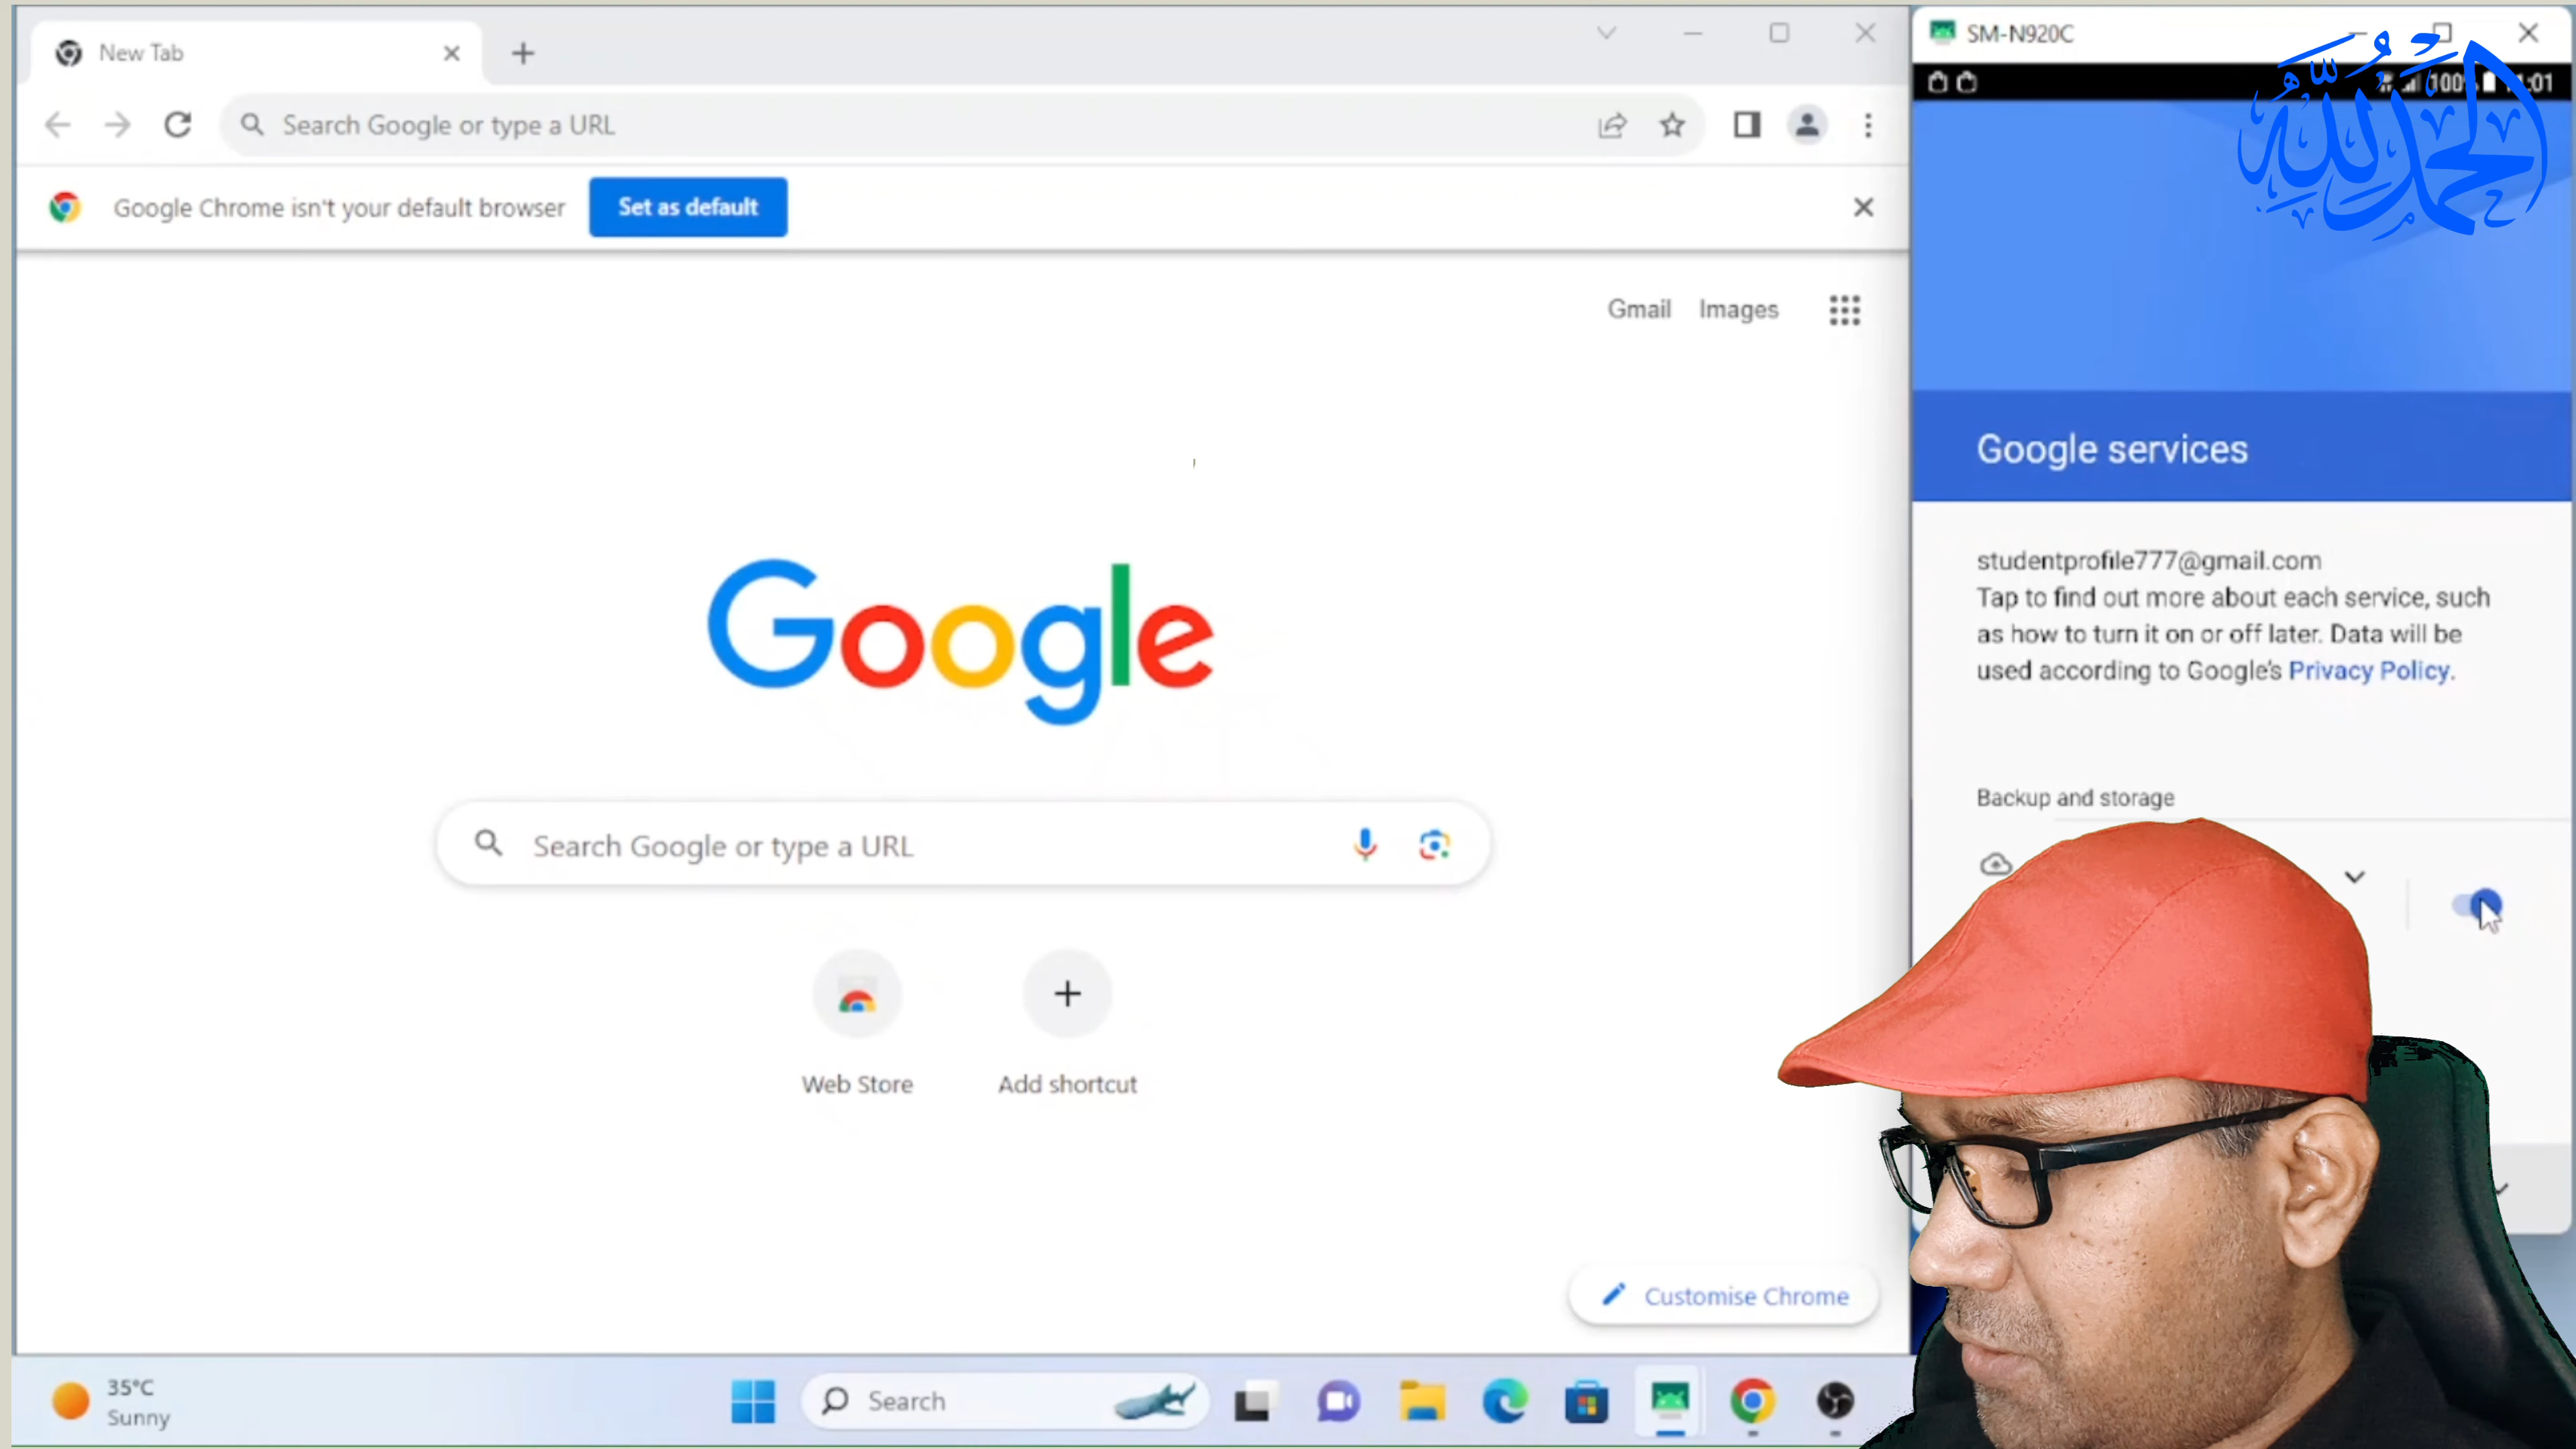 New Tab
SM-N920C
Search Google or type a URL
Google Chrome isn't your default browser
Set as default
Gmail
Images
Google
Search Google or type a URL
Web Store
Add shortcut
Customise Chrome
35°C
Sunny
Search
الحمد لله
Google services
studentprofile777@gmail.com
Tap to find out more about each service, such
as how to turn it on or off later. Data will be
used according to Google's Privacy Policy.
Backup and storage